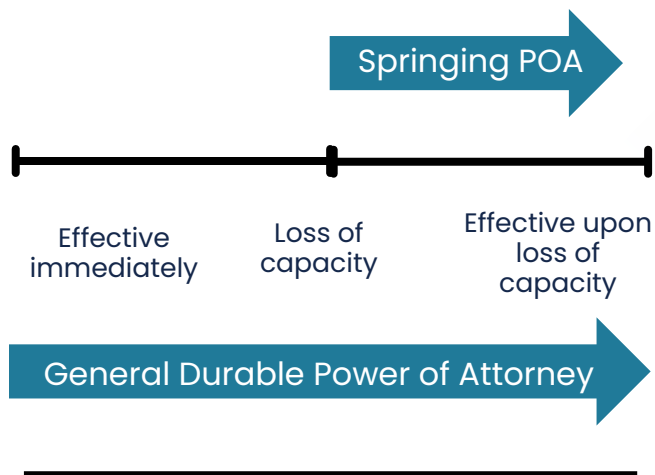 Springing POA
Effective
immediately
Loss of
capacity
Effective upon
loss of
capacity
General Durable Power of Attorney